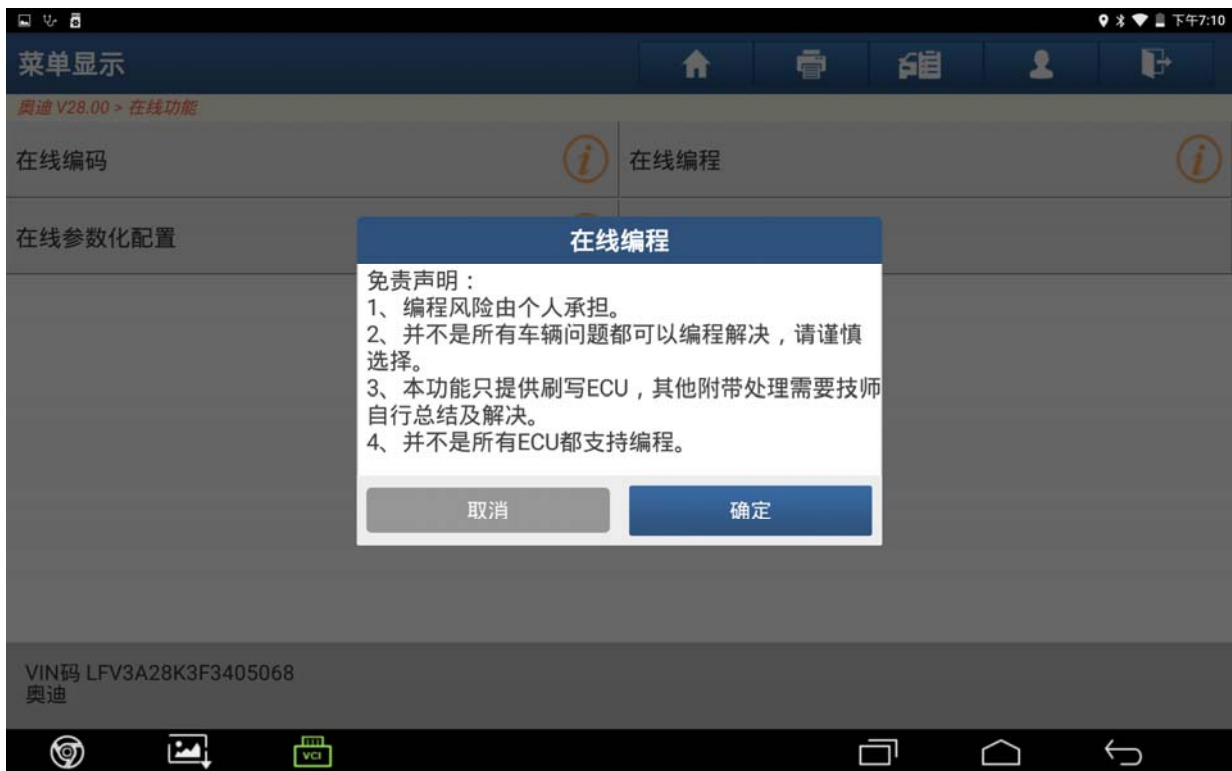 下午7:10
菜单显示
奥迪 V28.00 > 在线功能
在线编码
在线编程
在线参数化配置
在线编程
免责声明：
1、编程风险由个人承担。
2、并不是所有车辆问题都可以编程解决，请谨慎
选择。
3、本功能只提供刷写ECU，其他附带处理需要技师
自行总结及解决。
4、并不是所有ECU都支持编程。
取消
确定
VIN码 LFV3A28K3F3405068
奥迪
VCI